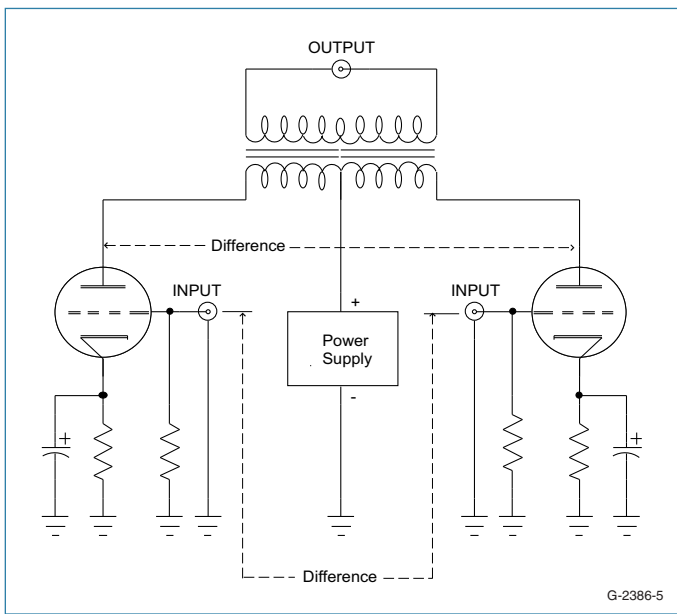 OUTPUT
Difference
INPUT
INPUT
+
Power
Supply
-
+
+
Difference
G-2386-5